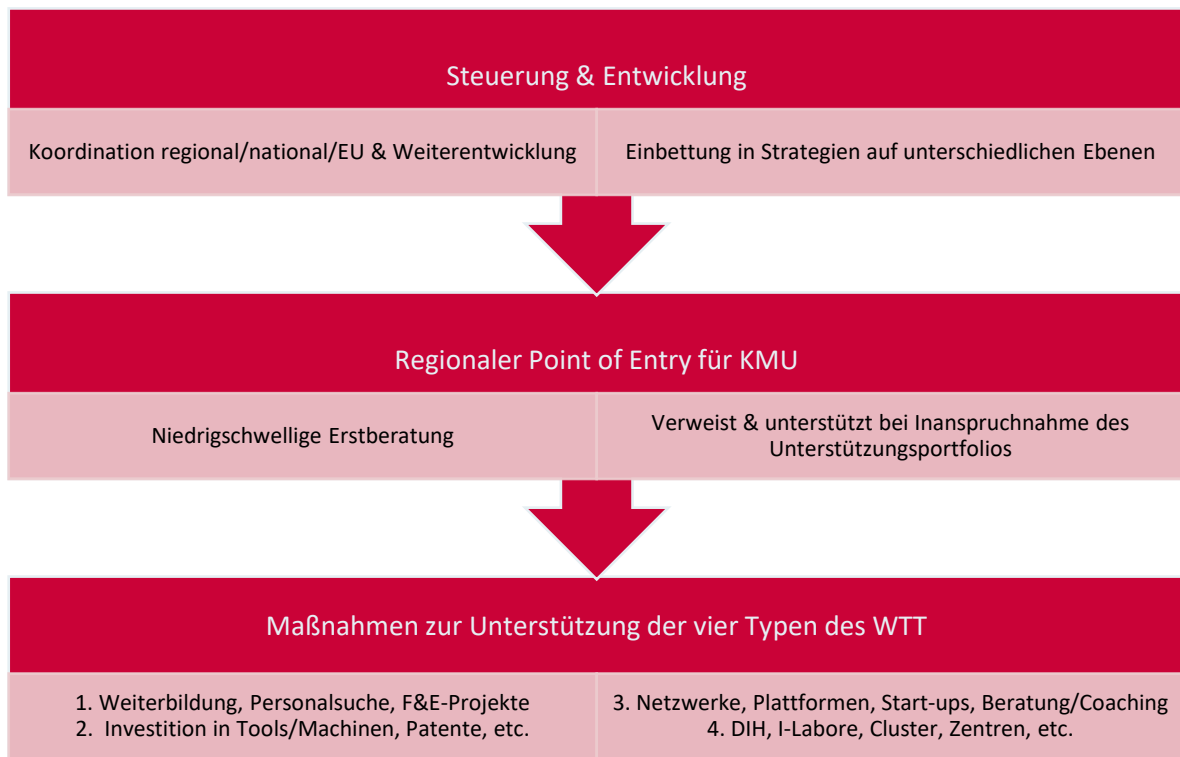 Steuerung & Entwicklung
Koordination regional/national/EU & Weiterentwicklung
Einbettung in Strategien auf unterschiedlichen Ebenen
Regionaler Point of Entry für KMU
Niedrigschwellige Erstberatung
Verweist & unterstützt bei Inanspruchnahme des
Unterstützungsportfolios
Maßnahmen zur Unterstützung der vier Typen des WTT
1. Weiterbildung, Personalsuche, F&E-Projekte
2. Investition in Tools/Machinen, Patente, etc.
3. Netzwerke, Plattformen, Start-ups, Beratung/Coaching
4. DIH, I-Labore, Cluster, Zentren, etc.